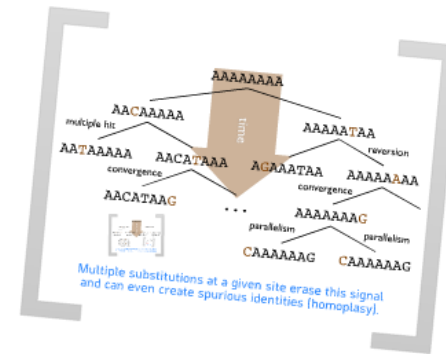 AAAAAAAA
AACAAAAA
time
multiple hit
AAAAATAA
reversion
AATAAAAA
AACATAAA
AGAAATAA
AAAAAAAA
convergence
convergence
AACATAAG
...
AAAAAAAG
parallelism
parallelism
CAAAAAAG
CAAAAAAG
Multiple substitutions at a given site erase this signal
and can even create spurious identities (homoplasy).